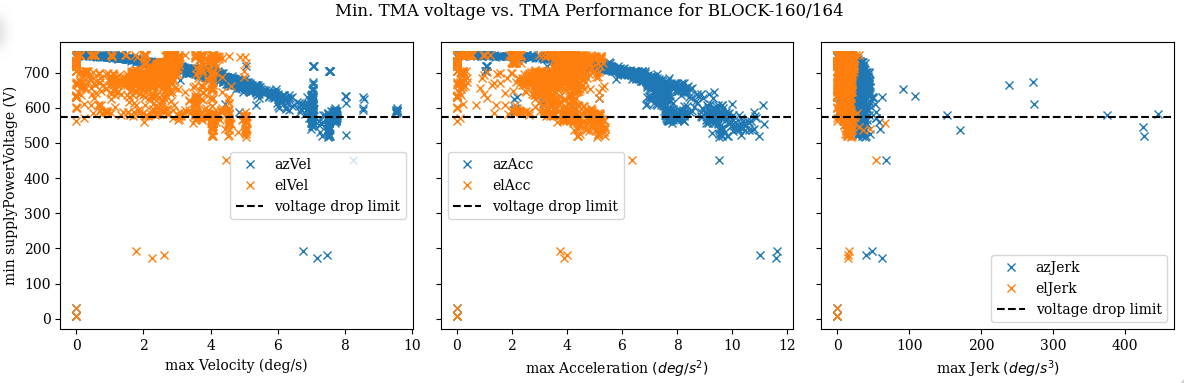 Min. TMA voltage vs. TMA Performance for BLOCK-160/164
min supplyPowerVoltage (V)
700
600
500
400
300
200
100
0
azVel
elVel
voltage drop limit
0 2 4 6 8 10
max Velocity (deg/s)
azAcc
elAcc
voltage drop limit
0 2 4 6 8 10 12
max Acceleration (deg/s²)
azJerk
elJerk
voltage drop limit
0 100 200 300 400
max Jerk (deg/s³)